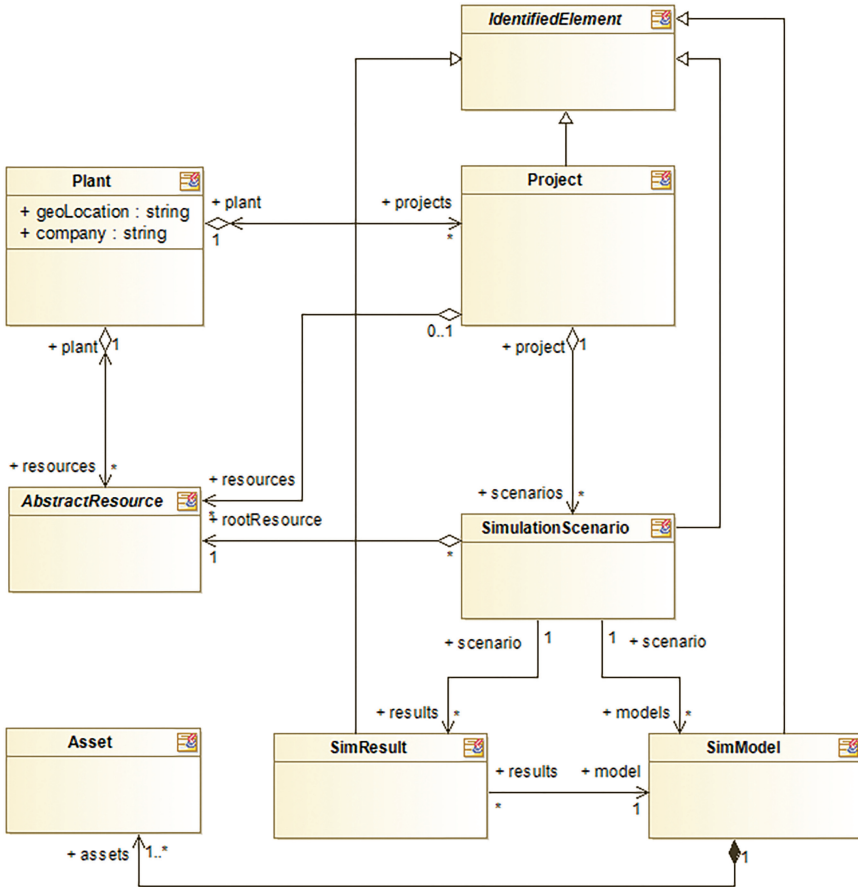 IdentifiedElement
Plant
+ geoLocation : string
+ company : string
+ plant
1
+ projects
*
Project
0..1
+ plant
1
+ project
1
+ resources
*
+ resources
*
+ rootResource
1
*
+ scenarios
*
AbstractResource
SimulationScenario
+ scenario
1
1
+ scenario
+ results
*
+ models
*
Asset
SimResult
SimModel
+ results
*
+ model
1
+ assets
1..*
1